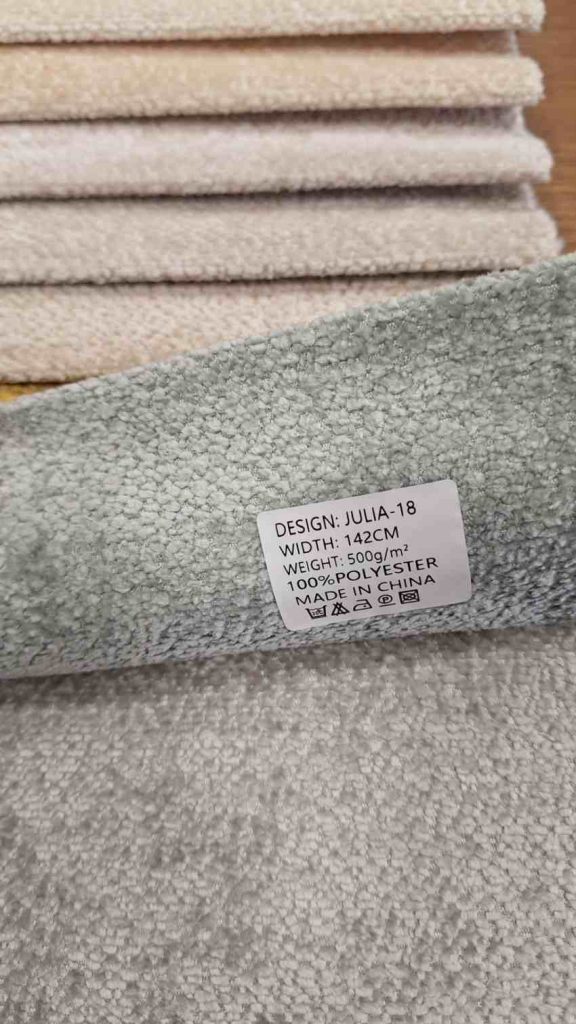 DESIGN: JULIA-18
WIDTH: 142CM
WEIGHT: 500g/m²
100%POLYESTER
MADE IN CHINA